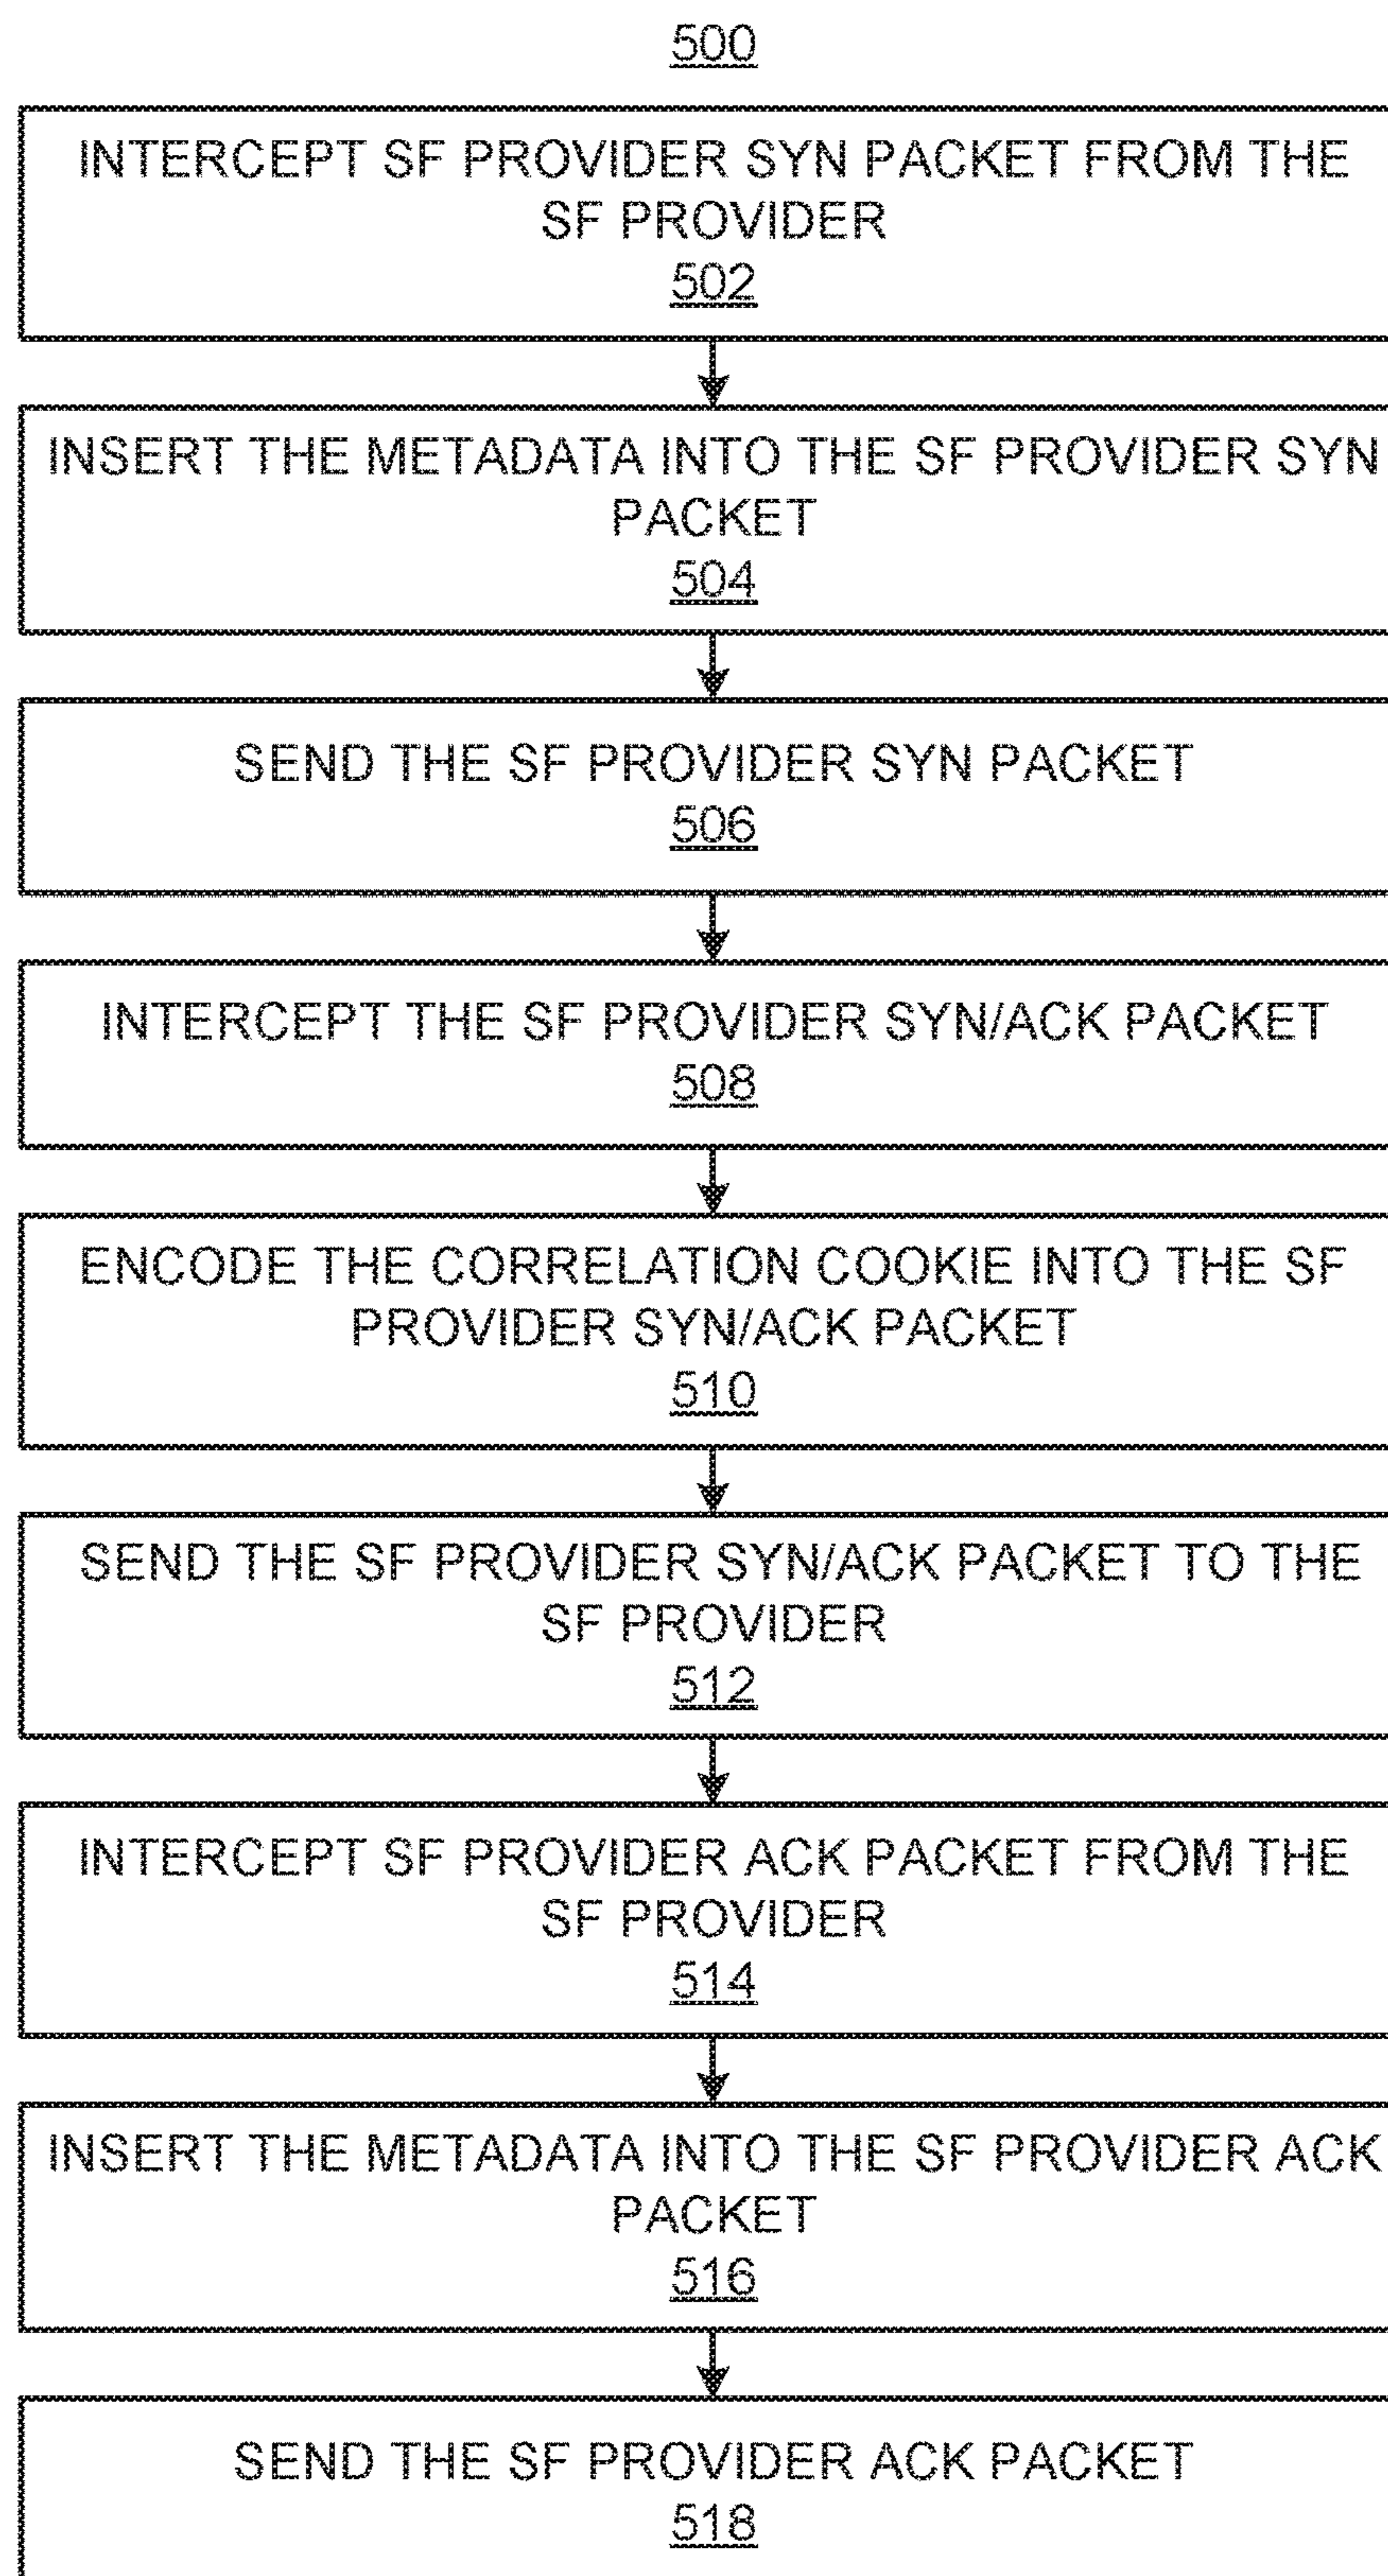 500
INTERCEPT SF PROVIDER SYN PACKET FROM THE
SF PROVIDER
502
INSERT THE METADATA INTO THE SF PROVIDER SYN
PACKET
504
SEND THE SF PROVIDER SYN PACKET
506
INTERCEPT THE SF PROVIDER SYN/ACK PACKET
508
ENCODE THE CORRELATION COOKIE INTO THE SF
PROVIDER SYN/ACK PACKET
510
SEND THE SF PROVIDER SYN/ACK PACKET TO THE
SF PROVIDER
512
INTERCEPT SF PROVIDER ACK PACKET FROM THE
SF PROVIDER
514
INSERT THE METADATA INTO THE SF PROVIDER ACK
PACKET
516
SEND THE SF PROVIDER ACK PACKET
518